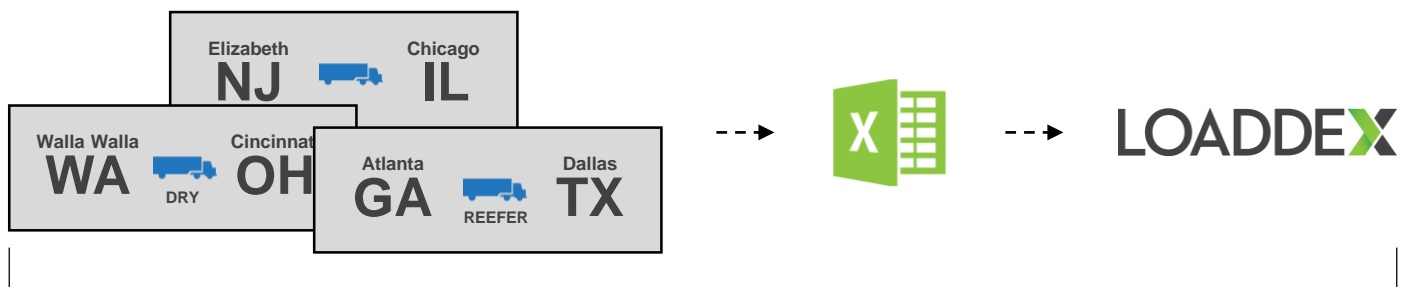 Elizabeth
NJ
Chicago
IL
Walla Walla
WA
DRY
Cincinnat
OH
Atlanta
GA
REEFER
Dallas
TX
X
LOADDEX